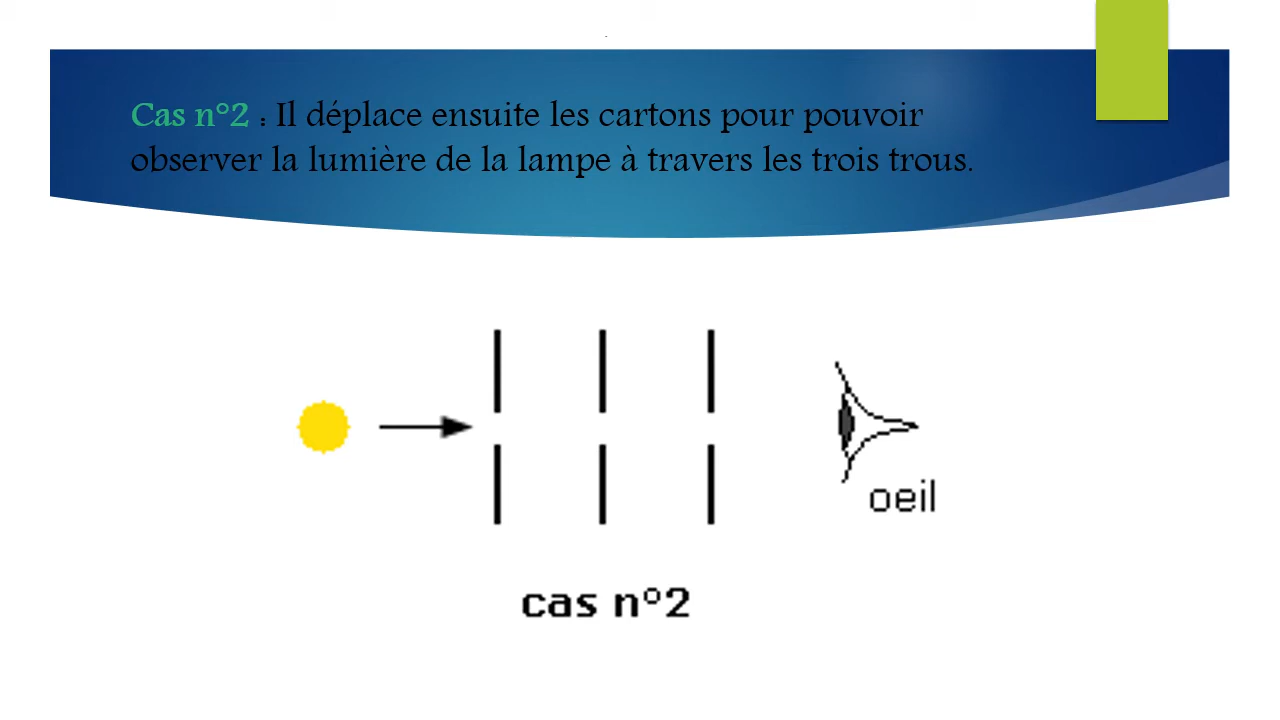 Cas n°2 : Il déplace ensuite les cartons pour pouvoir
observer la lumière de la lampe à travers les trois trous.
oeil
cas n°2